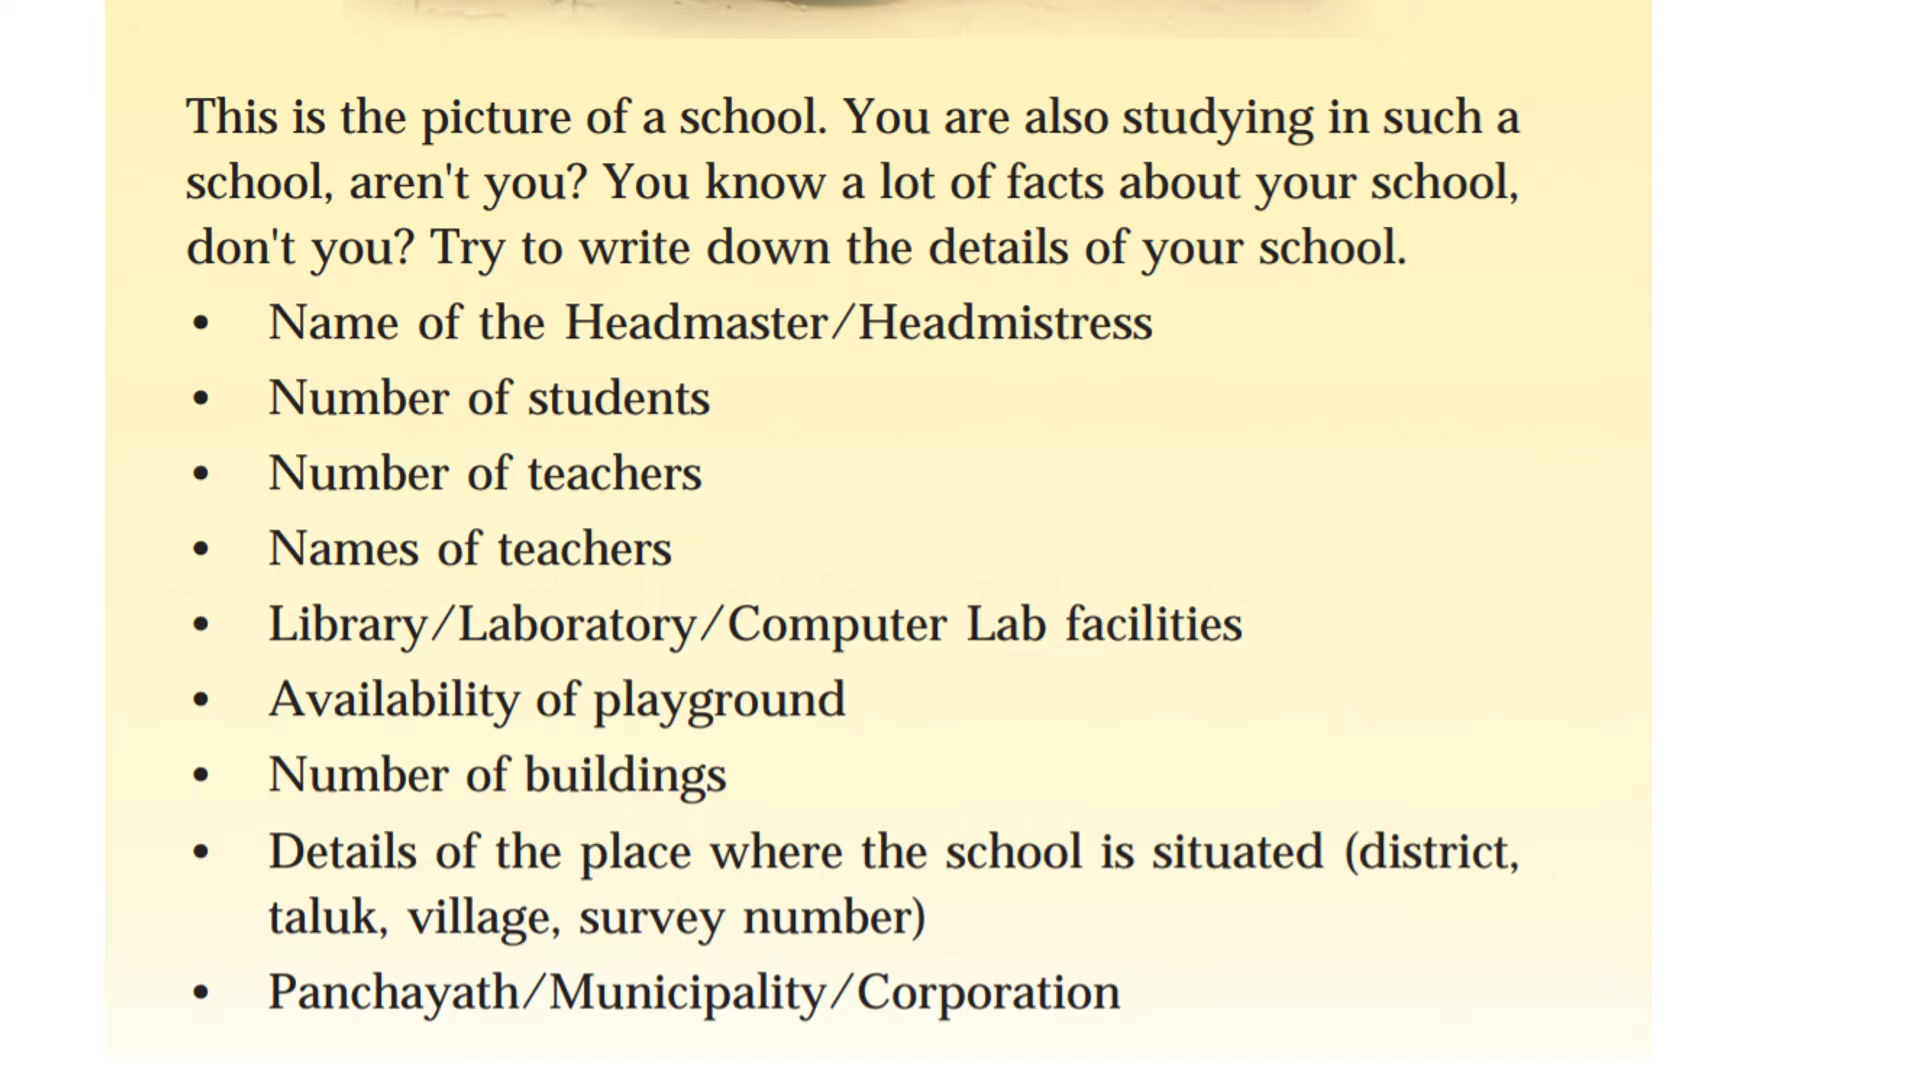 This is the picture of a school. You are also studying in such a
school, aren't you? You know a lot of facts about your school,
don't you? Try to write down the details of your school.
• Name of the Headmaster/Headmistress
• Number of students
• Number of teachers
• Names of teachers
• Library/Laboratory/Computer Lab facilities
• Availability of playground
• Number of buildings
• Details of the place where the school is situated (district,
taluk, village, survey number)
• Panchayath/Municipality/Corporation